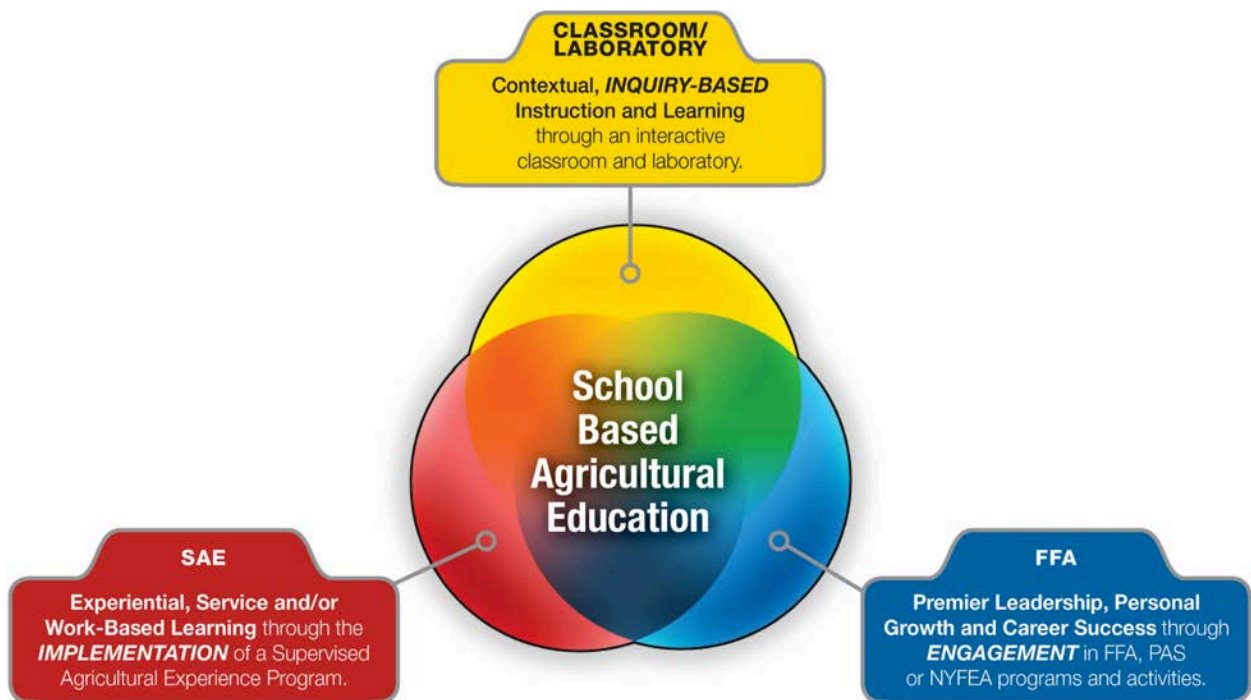 CLASSROOM/
LABORATORY
Contextual, INQUIRY-BASED
Instruction and Learning
through an interactive
classroom and laboratory.
School
Based
Agricultural
Education
SAE
Experiential, Service and/or
Work-Based Learning through the
IMPLEMENTATION of a Supervised
Agricultural Experience Program.
FFA
Premier Leadership, Personal
Growth and Career Success through
ENGAGEMENT in FFA, PAS
or NYFEA programs and activities.